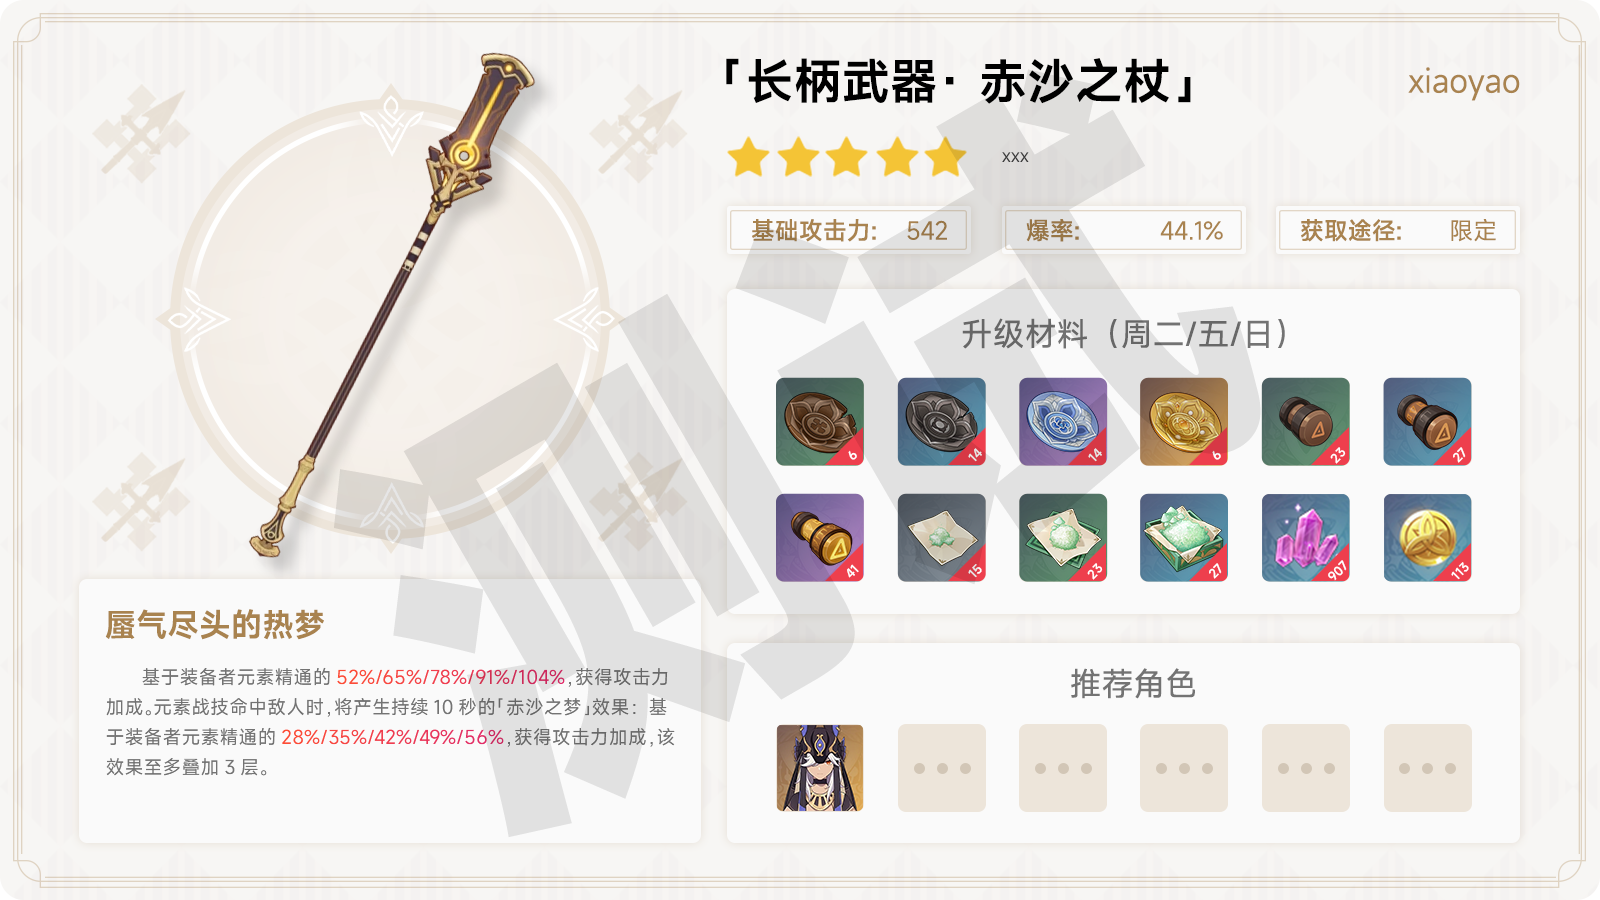 「长柄武器· 赤沙之杖」
xiaoyao
xxx
基础攻击力: 542
爆率: 44.1%
获取途径: 限定
升级材料（周二/五/日）
6
14
14
6
23
27
41
15
23
27
907
113
蜃气尽头的热梦
基于装备者元素精通的 52%/65%/78%/91%/104%,获得攻击力
加成。元素战技命中敌人时,将产生持续 10 秒的「赤沙之梦」效果：基
于装备者元素精通的 28%/35%/42%/49%/56%,获得攻击力加成,该
效果至多叠加 3 层。
推荐角色
测试